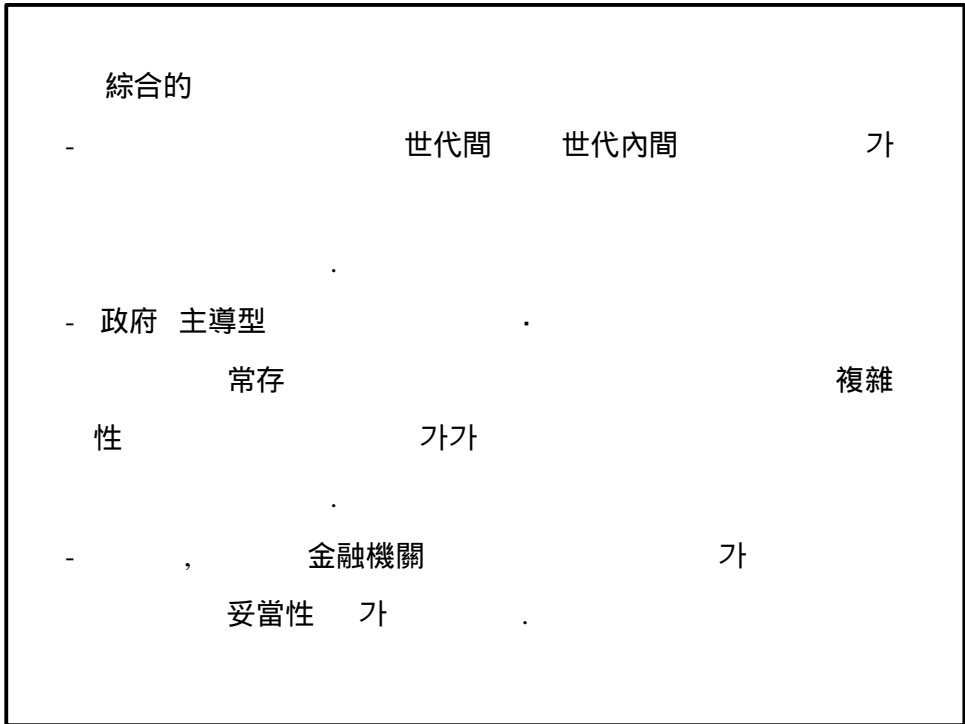 綜合的
- 世代間 世代內間 가
.
- 政府 主導型 ·
常存 複雜
性 가가
.
- , 金融機關 가
妥當性 가 .